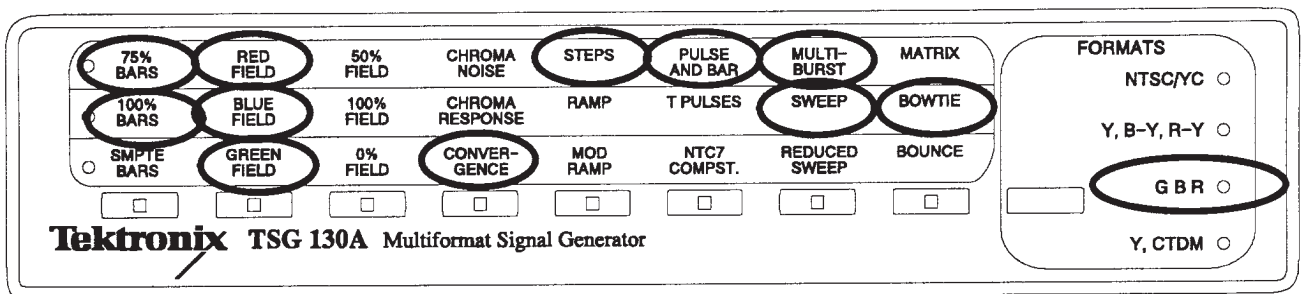 75% BARS
RED FIELD
50% FIELD
CHROMA NOISE
STEPS
PULSE AND BAR
MULTI- BURST
MATRIX
100% BARS
BLUE FIELD
100% FIELD
CHROMA RESPONSE
RAMP
T PULSES
SWEEP
BOWTIE
SMPTE BARS
GREEN FIELD
0% FIELD
CONVER- GENCE
MOD RAMP
NTC7 COMPST.
REDUCED SWEEP
BOUNCE
Tektronix TSG 130A Multiformat Signal Generator
FORMATS
NTSC/YC
Y, B-Y, R-Y
G B R
Y, CTDM